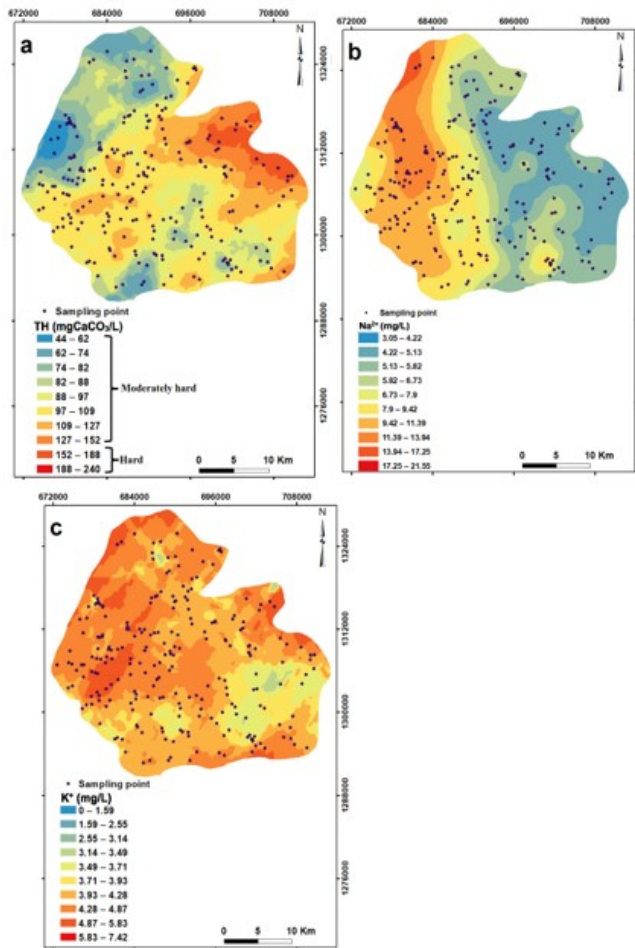 672000 684000 696000 708000
a
N
1324000
1312000
1300000
1288000
1276000
Sampling point
TH (mgCaCO3/L)
44 – 62
62 – 74
74 – 82
82 – 88
88 – 97
97 – 109
109 – 127
127 – 152
152 – 188
188 – 240
Moderately hard
Hard
0 5 10 Km
672000 684000 696000 708000
b
N
1324000
1312000
1300000
1288000
1276000
Sampling point
Na2+ (mg/L)
3.05 – 4.22
4.22 – 5.13
5.13 – 5.82
5.82 – 6.73
6.73 – 7.9
7.9 – 9.42
9.42 – 11.39
11.39 – 13.94
13.94 – 17.25
17.25 – 21.55
0 5 10 Km
672000 684000 696000 708000
c
N
1324000
1312000
1300000
1288000
1276000
Sampling point
K+ (mg/L)
0 – 1.59
1.59 – 2.55
2.55 – 3.14
3.14 – 3.49
3.49 – 3.71
3.71 – 3.93
3.93 – 4.28
4.28 – 4.87
4.87 – 5.83
5.83 – 7.42
0 5 10 Km